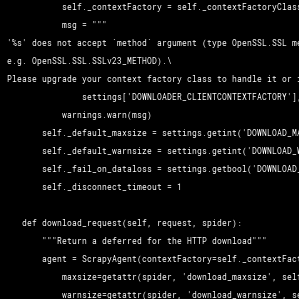 self._contextFactory = self._contextFactoryClas
msg = """
'%s' does not accept `method` argument (type OpenSSL.SSL me
e.g. OpenSSL.SSL.SSLv23_METHOD).\
Please upgrade your context factory class to handle it or i
settings['DOWNLOADER_CLIENTCONTEXTFACTORY'],
warnings.warn(msg)
self._default_maxsize = settings.getint('DOWNLOAD_MA
self._default_warnsize = settings.getint('DOWNLOAD_W
self._fail_on_dataloss = settings.getbool('DOWNLOAD_
self._disconnect_timeout = 1
def download_request(self, request, spider):
"""Return a deferred for the HTTP download"""
agent = ScrapyAgent(contextFactory=self._contextFact
maxsize=getattr(spider, 'download_maxsize', self
warnsize=getattr(spider, 'download_warnsize', se